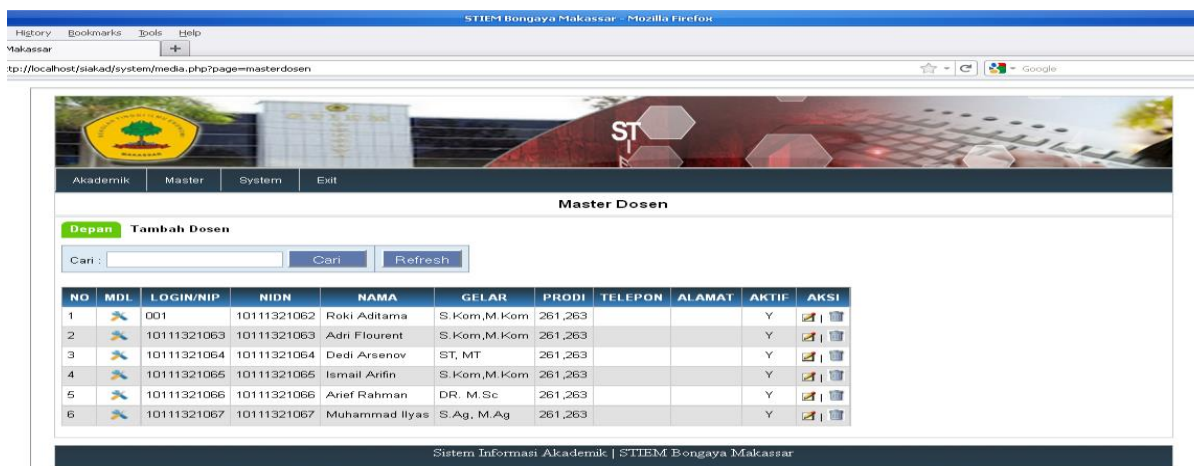 STIEM Bongaya Makassar - Mozilla Firefox
History Bookmarks Tools Help
Makassar +
tp://localhost/siakad/system/media.php?page=masterdosen Google
MAKASSAR
ST
Akademik Master System Exit
Master Dosen
Depan Tambah Dosen
Cari : Cari Refresh
NO MDL LOGIN/NIP NIDN NAMA GELAR PRODI TELEPON ALAMAT AKTIF AKSI
1 001 10111321062 Roki Aditama S.Kom,M.Kom 261,263 Y |
2 10111321063 10111321063 Adri Flourent S.Kom,M.Kom 261,263 Y |
3 10111321064 10111321064 Dedi Arsenov ST, MT 261,263 Y |
4 10111321065 10111321065 Ismail Arifin S.Kom,M.Kom 261,263 Y |
5 10111321066 10111321066 Arief Rahman DR. M.Sc 261,263 Y |
6 10111321067 10111321067 Muhammad Ilyas S.Ag, M.Ag 261,263 Y |
Sistem Informasi Akademik | STIEM Bongaya Makassar